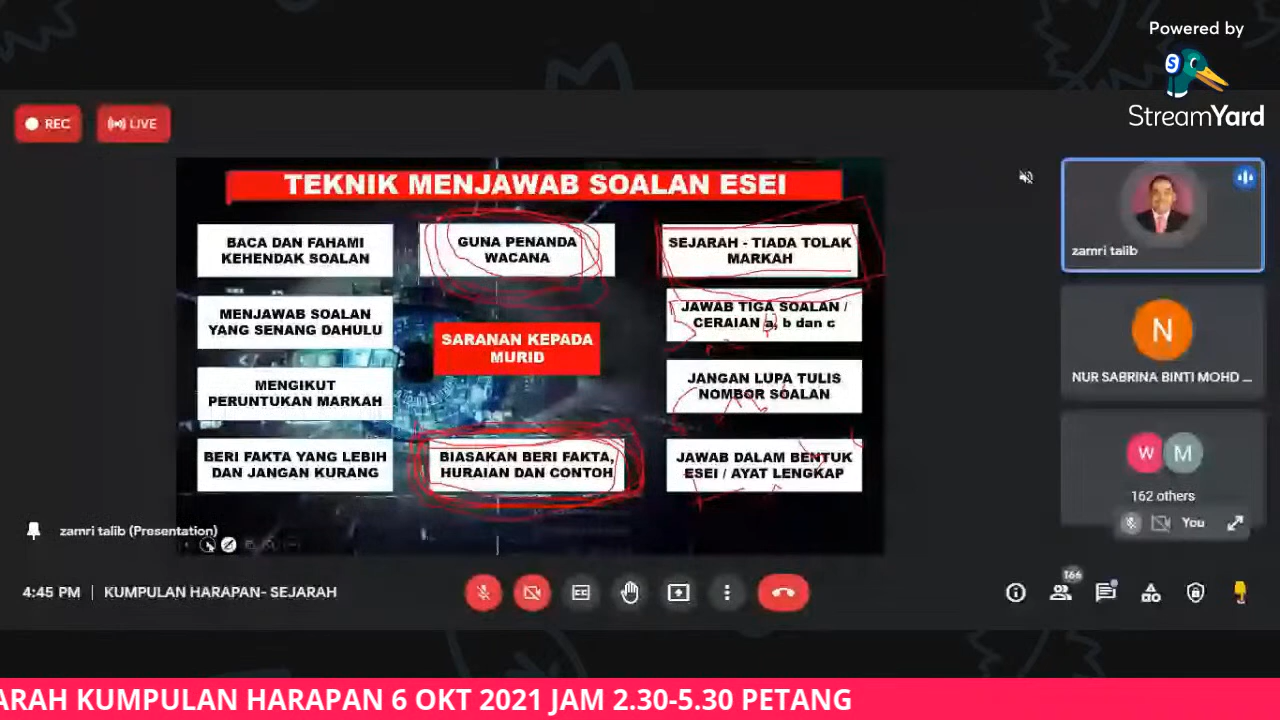 Powered by
StreamYard
REC
LIVE
TEKNIK MENJAWAB SOALAN ESEI
BACA DAN FAHAMI
KEHENDAK SOALAN
GUNA PENANDA
WACANA
SEJARAH - TIADA TOLAK
MARKAH
MENJAWAB SOALAN
YANG SENANG DAHULU
SARANAN KEPADA
MURID
JAWAB TIGA SOALAN /
CERAIAN a, b dan c
MENGIKUT
PERUNTUKAN MARKAH
JANGAN LUPA TULIS
NOMBOR SOALAN
BERI FAKTA YANG LEBIH
DAN JANGAN KURANG
BIASAKAN BERI FAKTA,
HURAIAN DAN CONTOH
JAWAB DALAM BENTUK
ESEI / AYAT LENGKAP
zamri talib
N
NUR SABRINA BINTI MOHD ...
W M
162 others
You
zamri talib (Presentation)
4:45 PM | KUMPULAN HARAPAN- SEJARAH
166
ARAH KUMPULAN HARAPAN 6 OKT 2021 JAM 2.30-5.30 PETANG